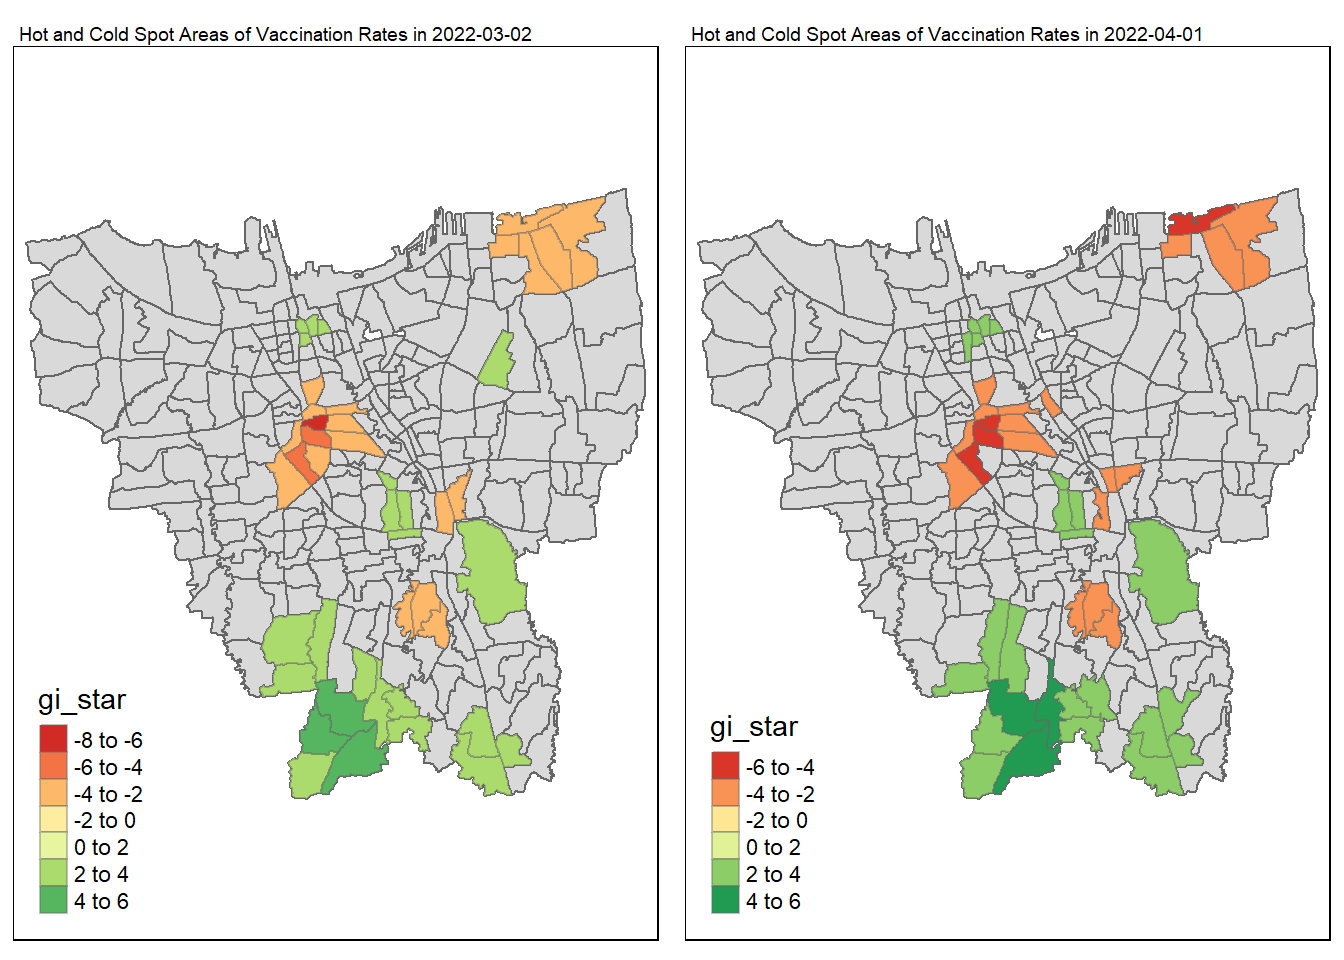 Hot and Cold Spot Areas of Vaccination Rates in 2022-03-02
gi_star
-8 to -6
-6 to -4
-4 to -2
-2 to 0
0 to 2
2 to 4
4 to 6
Hot and Cold Spot Areas of Vaccination Rates in 2022-04-01
gi_star
-6 to -4
-4 to -2
-2 to 0
0 to 2
2 to 4
4 to 6